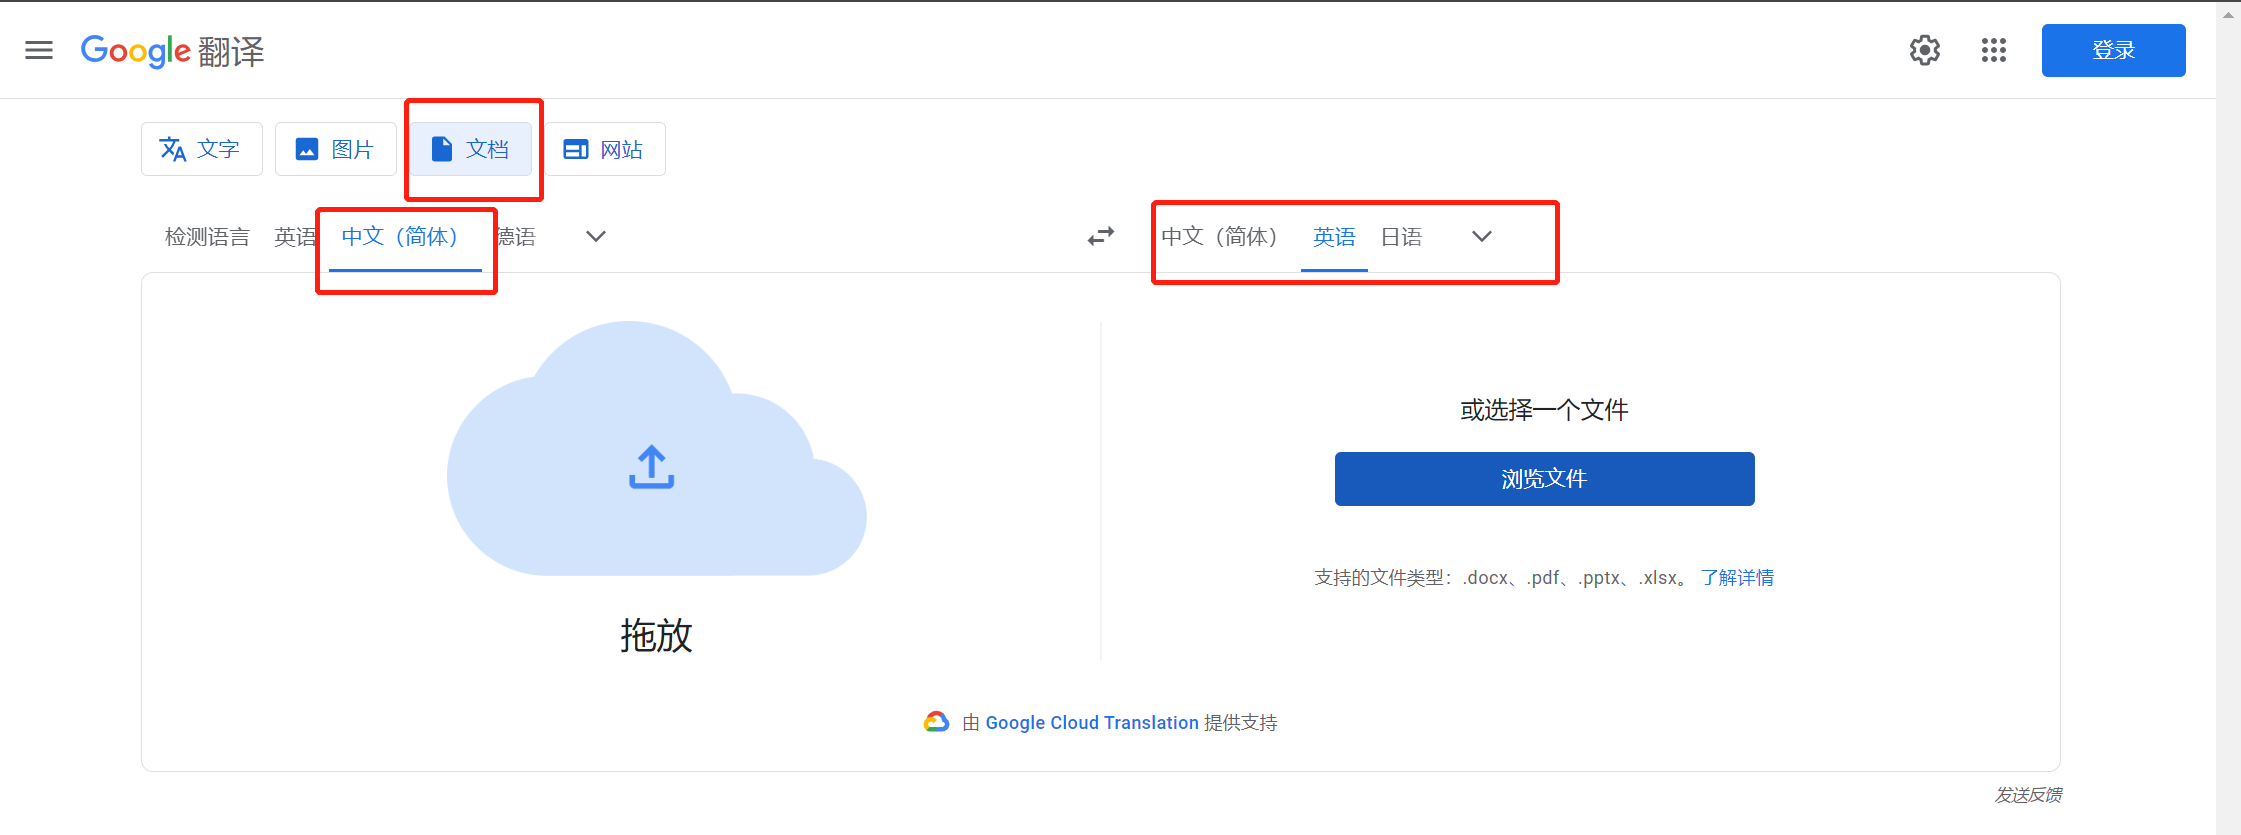 Google 翻译
登录
文字 图片 文档 网站
检测语言 英语 中文（简体） 德语 中文（简体） 英语 日语
或选择一个文件
浏览文件
支持的文件类型：.docx、.pdf、.pptx、.xlsx。 了解详情
拖放
由 Google Cloud Translation 提供支持
发送反馈